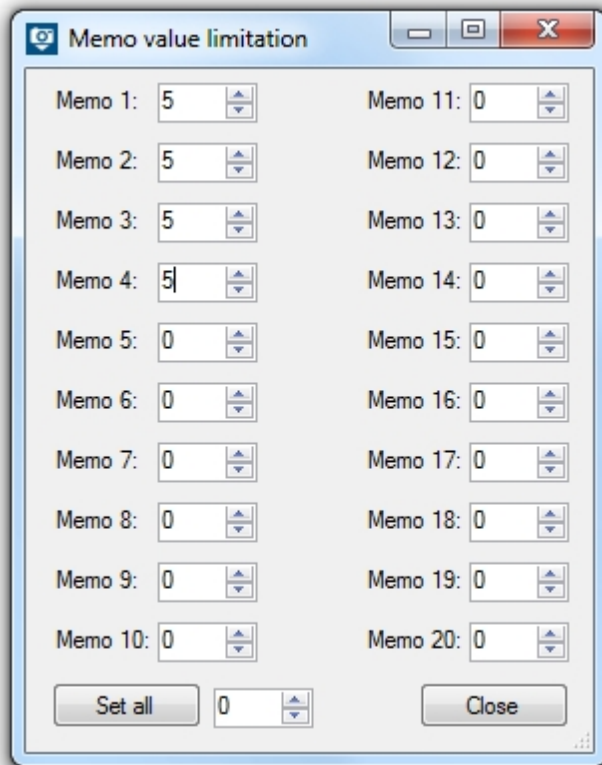 Memo value limitation
Memo 1: 5 Memo 11: 0
Memo 2: 5 Memo 12: 0
Memo 3: 5 Memo 13: 0
Memo 4: 5 Memo 14: 0
Memo 5: 0 Memo 15: 0
Memo 6: 0 Memo 16: 0
Memo 7: 0 Memo 17: 0
Memo 8: 0 Memo 18: 0
Memo 9: 0 Memo 19: 0
Memo 10: 0 Memo 20: 0
Set all 0 Close